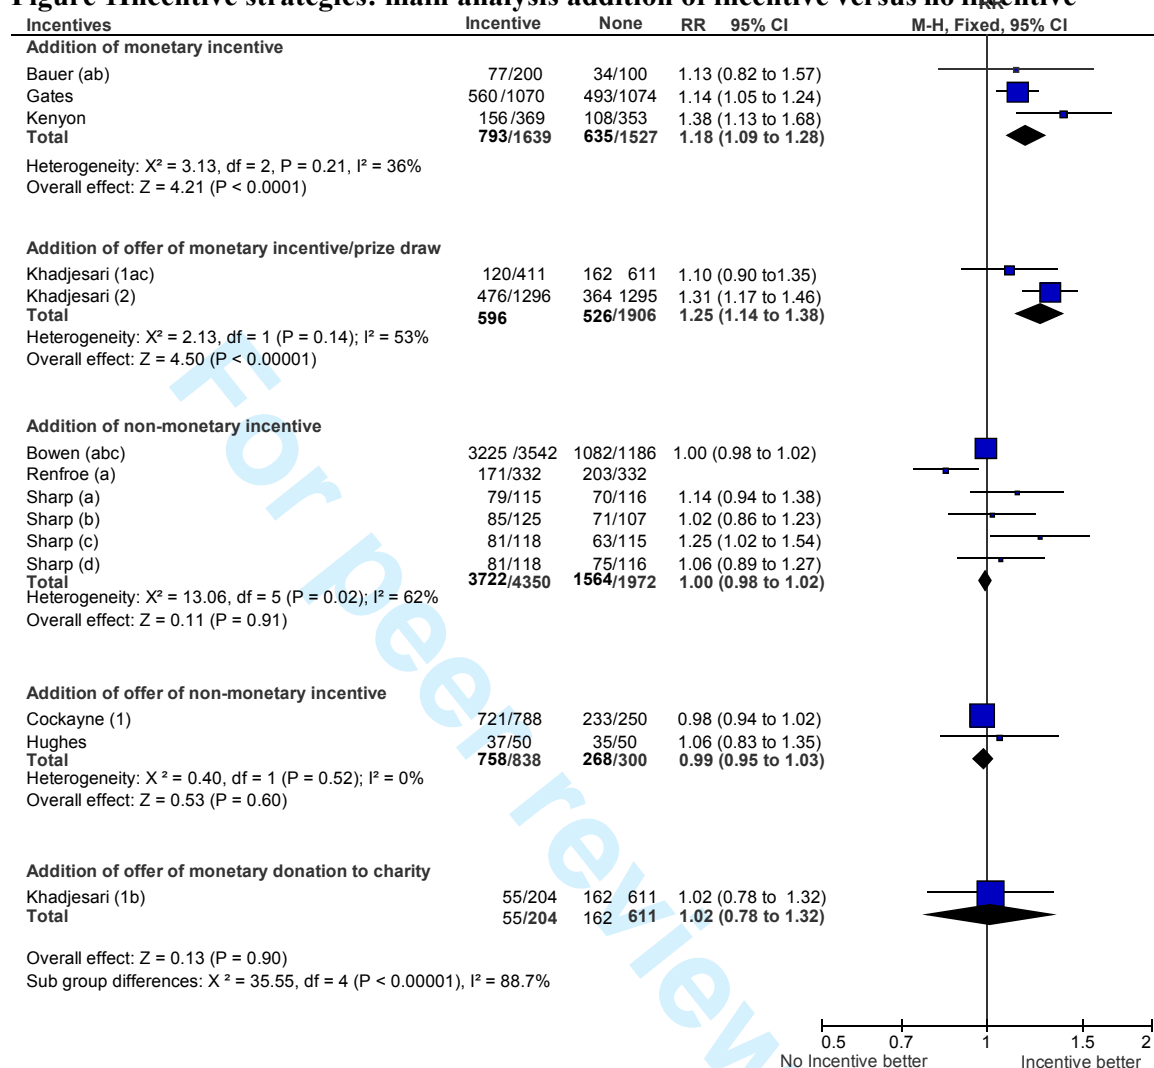 Figure 1Incentive strategies: main analysis addition of incentive versus no incentive
RR
Incentives Incentive None RR 95% CI M-H, Fixed, 95% CI
Addition of monetary incentive
Bauer (ab) 77/200 34/100 1.13 (0.82 to 1.57)
Gates 560/1070 493/1074 1.14 (1.05 to 1.24)
Kenyon 156/369 108/353 1.38 (1.13 to 1.68)
Total 793/1639 635/1527 1.18 (1.09 to 1.28)
Heterogeneity: X² = 3.13, df = 2, P = 0.21, I² = 36%
Overall effect: Z = 4.21 (P < 0.0001)
Addition of offer of monetary incentive/prize draw
Khadjesari (1ac) 120/411 162 611 1.10 (0.90 to1.35)
Khadjesari (2) 476/1296 364 1295 1.31 (1.17 to 1.46)
Total 596 526/1906 1.25 (1.14 to 1.38)
Heterogeneity: X² = 2.13, df = 1 (P = 0.14); I² = 53%
Overall effect: Z = 4.50 (P < 0.00001)
Addition of non-monetary incentive
Bowen (abc) 3225 /3542 1082/1186 1.00 (0.98 to 1.02)
Renfroe (a) 171/332 203/332
Sharp (a) 79/115 70/116 1.14 (0.94 to 1.38)
Sharp (b) 85/125 71/107 1.02 (0.86 to 1.23)
Sharp (c) 81/118 63/115 1.25 (1.02 to 1.54)
Sharp (d) 81/118 75/116 1.06 (0.89 to 1.27)
Total 3722/4350 1564/1972 1.00 (0.98 to 1.02)
Heterogeneity: X² = 13.06, df = 5 (P = 0.02); I² = 62%
Overall effect: Z = 0.11 (P = 0.91)
Addition of offer of non-monetary incentive
Cockayne (1) 721/788 233/250 0.98 (0.94 to 1.02)
Hughes 37/50 35/50 1.06 (0.83 to 1.35)
Total 758/838 268/300 0.99 (0.95 to 1.03)
Heterogeneity: X ² = 0.40, df = 1 (P = 0.52); I² = 0%
Overall effect: Z = 0.53 (P = 0.60)
Addition of offer of monetary donation to charity
Khadjesari (1b) 55/204 162 611 1.02 (0.78 to 1.32)
Total 55/204 162 611 1.02 (0.78 to 1.32)
Overall effect: Z = 0.13 (P = 0.90)
Sub group differences: X ² = 35.55, df = 4 (P < 0.00001), I² = 88.7%
0.5 0.7 1 1.5 2
No Incentive better Incentive better
For peer review